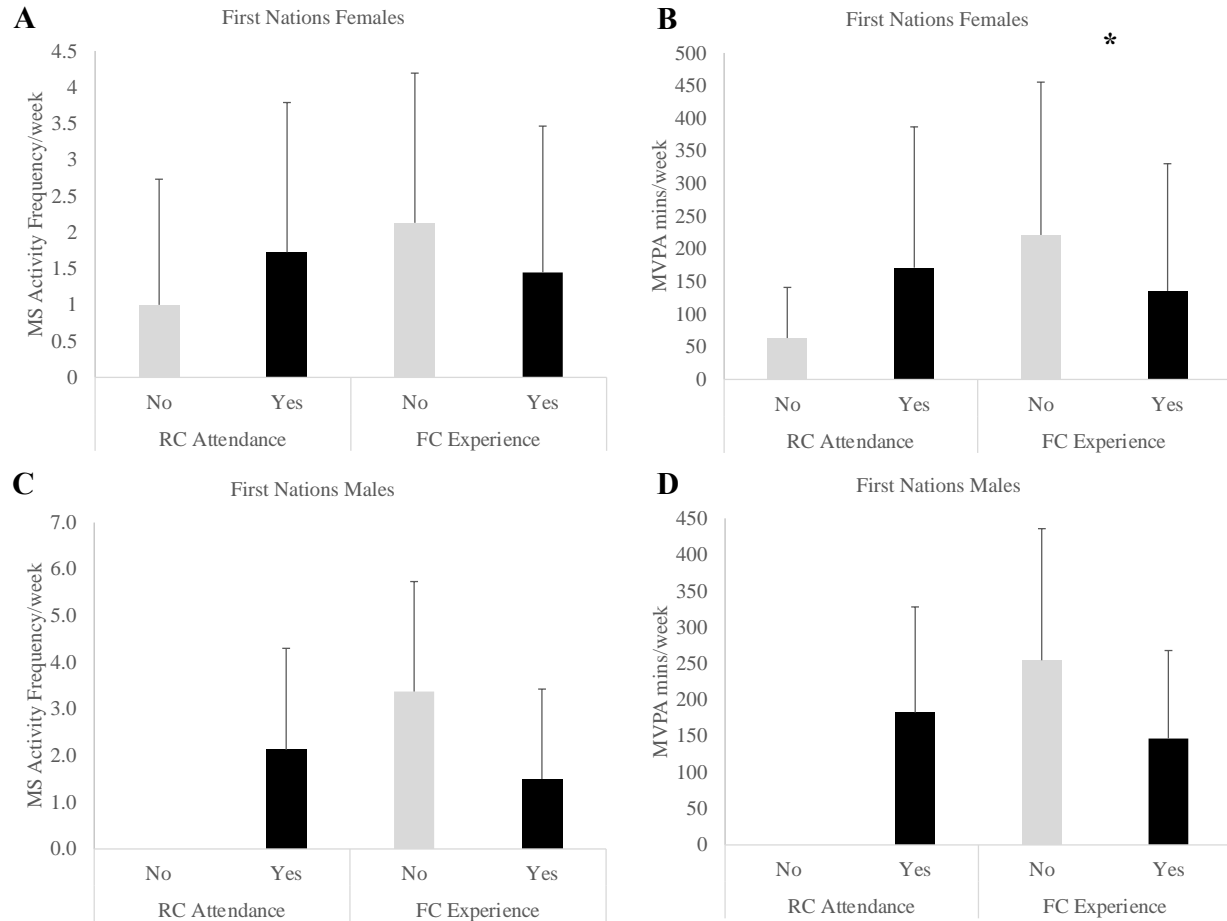 A
First Nations Females
MS Activity Frequency/week
4.5
4
3.5
3
2.5
2
1.5
1
0.5
0
No
Yes
No
Yes
RC Attendance
FC Experience
B
First Nations Females
*
MVPA mins/week
500
450
400
350
300
250
200
150
100
50
0
No
Yes
No
Yes
RC Attendance
FC Experience
C
First Nations Males
MS Activity Frequency/week
7.0
6.0
5.0
4.0
3.0
2.0
1.0
0.0
No
Yes
No
Yes
RC Attendance
FC Experience
D
First Nations Males
MVPA mins/week
450
400
350
300
250
200
150
100
50
0
No
Yes
No
Yes
RC Attendance
FC Experience